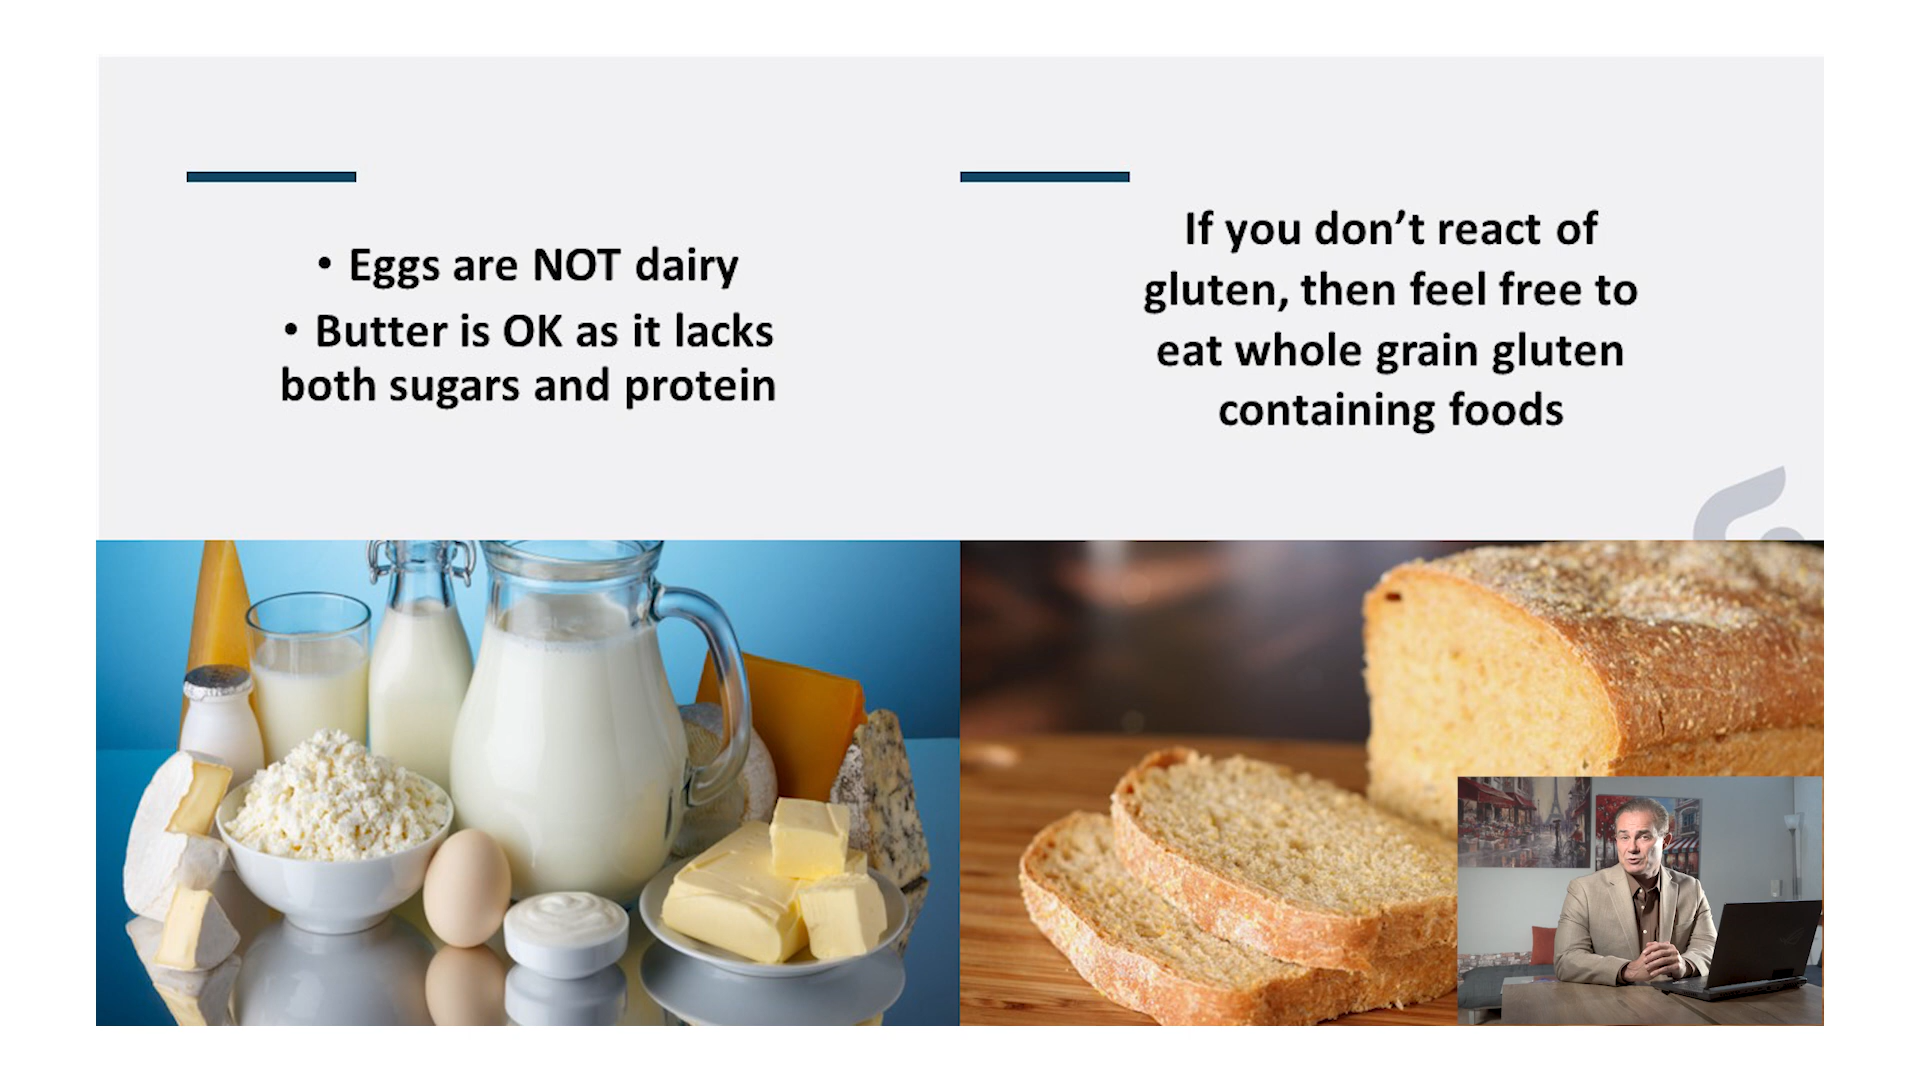 • Eggs are NOT dairy
• Butter is OK as it lacks
both sugars and protein
If you don’t react of
gluten, then feel free to
eat whole grain gluten
containing foods